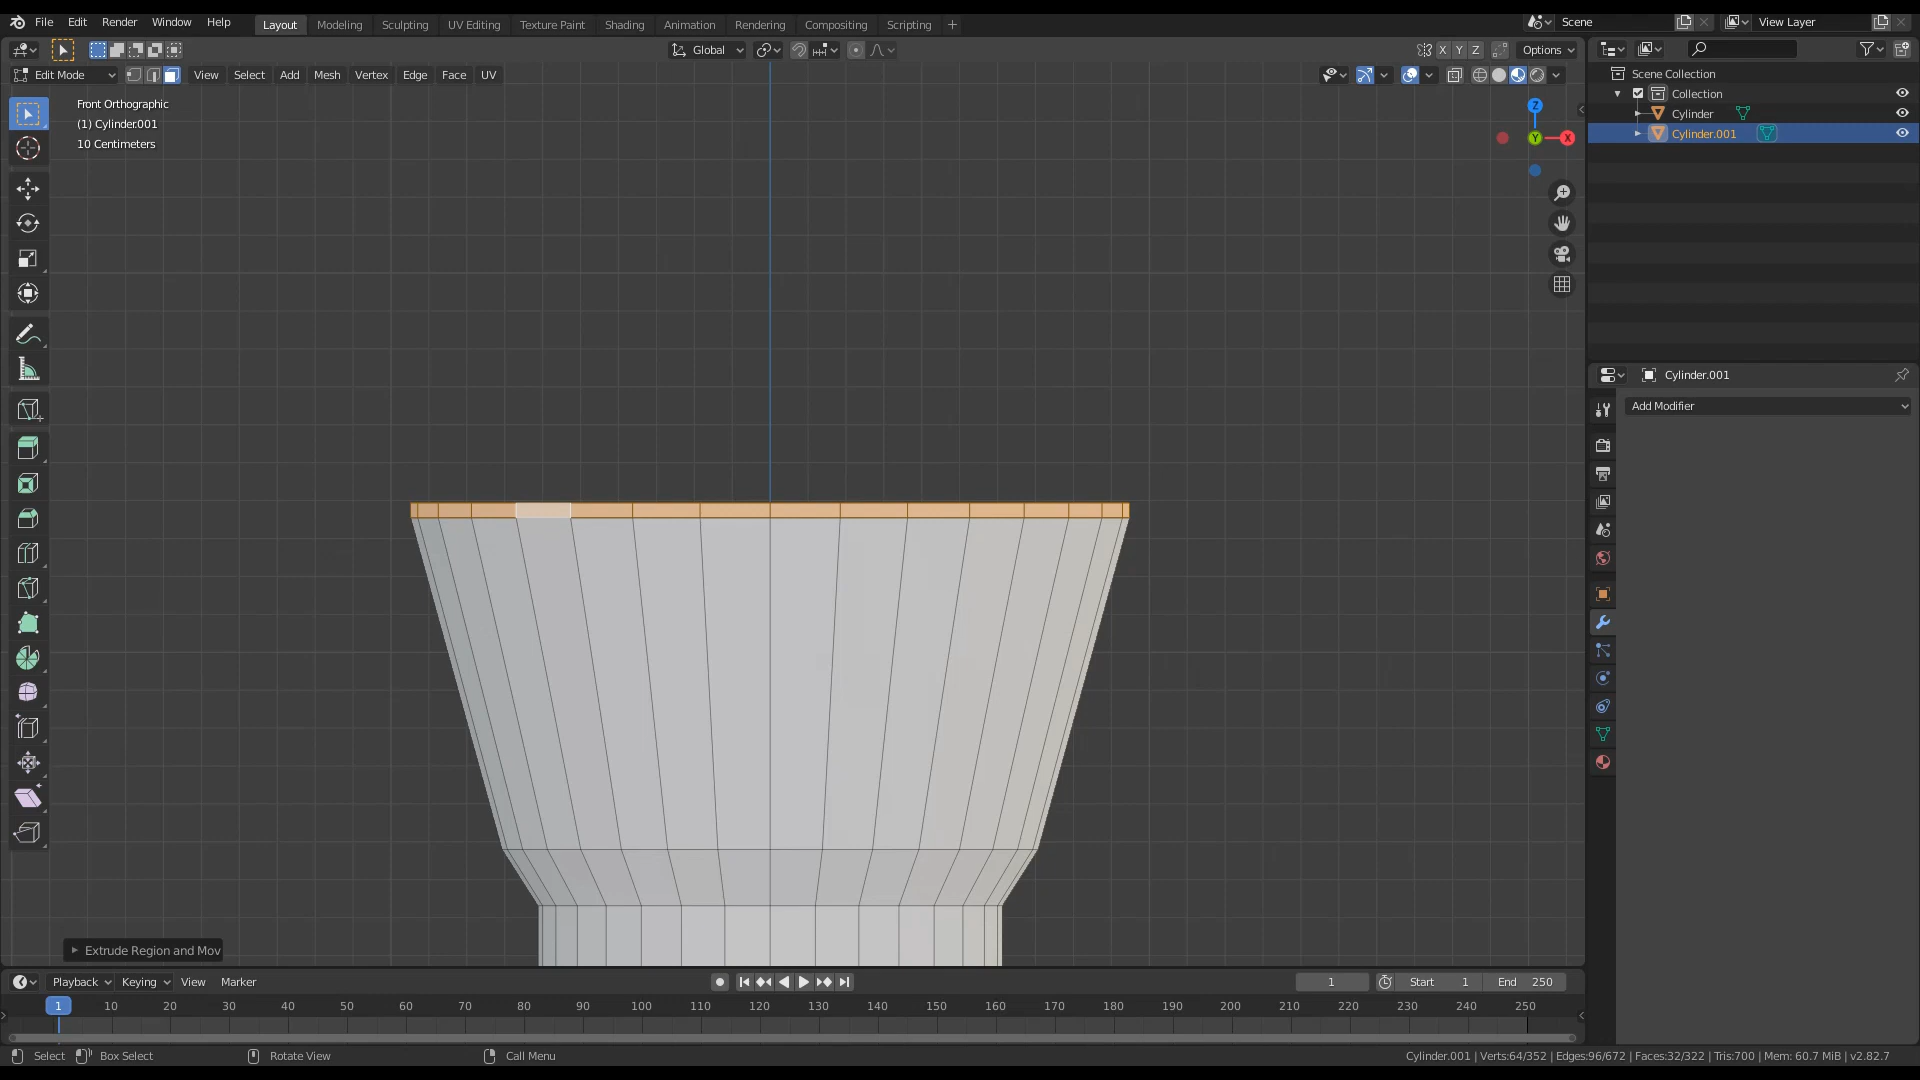 File Edit Render Window Help Layout Modeling Sculpting UV Editing Texture Paint Shading Animation Rendering Compositing Scripting + Scene View Layer
Global X Y Z Options
Edit Mode View Select Add Mesh Vertex Edge Face UV
Front Orthographic
(1) Cylinder.001
10 Centimeters
Z
Y
X
Scene Collection
Collection
Cylinder
Cylinder.001
Cylinder.001
Add Modifier
Extrude Region and Mov
Playback Keying View Marker 1 Start 1 End 250
1 10 20 30 40 50 60 70 80 90 100 110 120 130 140 150 160 170 180 190 200 210 220 230 240 250
Select Box Select Rotate View Call Menu Cylinder.001 | Verts:64/352 | Edges:96/672 | Faces:32/322 | Tris:700 | Mem: 60.7 MiB | v2.82.7